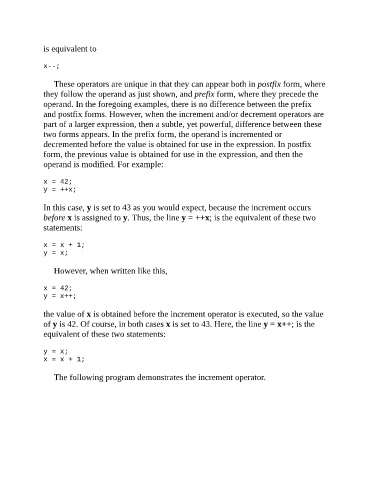 is equivalent to
x--;
These operators are unique in that they can appear both in postfix form, where
they follow the operand as just shown, and prefix form, where they precede the
operand. In the foregoing examples, there is no difference between the prefix
and postfix forms. However, when the increment and/or decrement operators are
part of a larger expression, then a subtle, yet powerful, difference between these
two forms appears. In the prefix form, the operand is incremented or
decremented before the value is obtained for use in the expression. In postfix
form, the previous value is obtained for use in the expression, and then the
operand is modified. For example:
x = 42;
y = ++x;
In this case, y is set to 43 as you would expect, because the increment occurs
before x is assigned to y. Thus, the line y = ++x; is the equivalent of these two
statements:
x = x + 1;
y = x;
However, when written like this,
x = 42;
y = x++;
the value of x is obtained before the increment operator is executed, so the value
of y is 42. Of course, in both cases x is set to 43. Here, the line y = x++; is the
equivalent of these two statements:
y = x;
x = x + 1;
The following program demonstrates the increment operator.